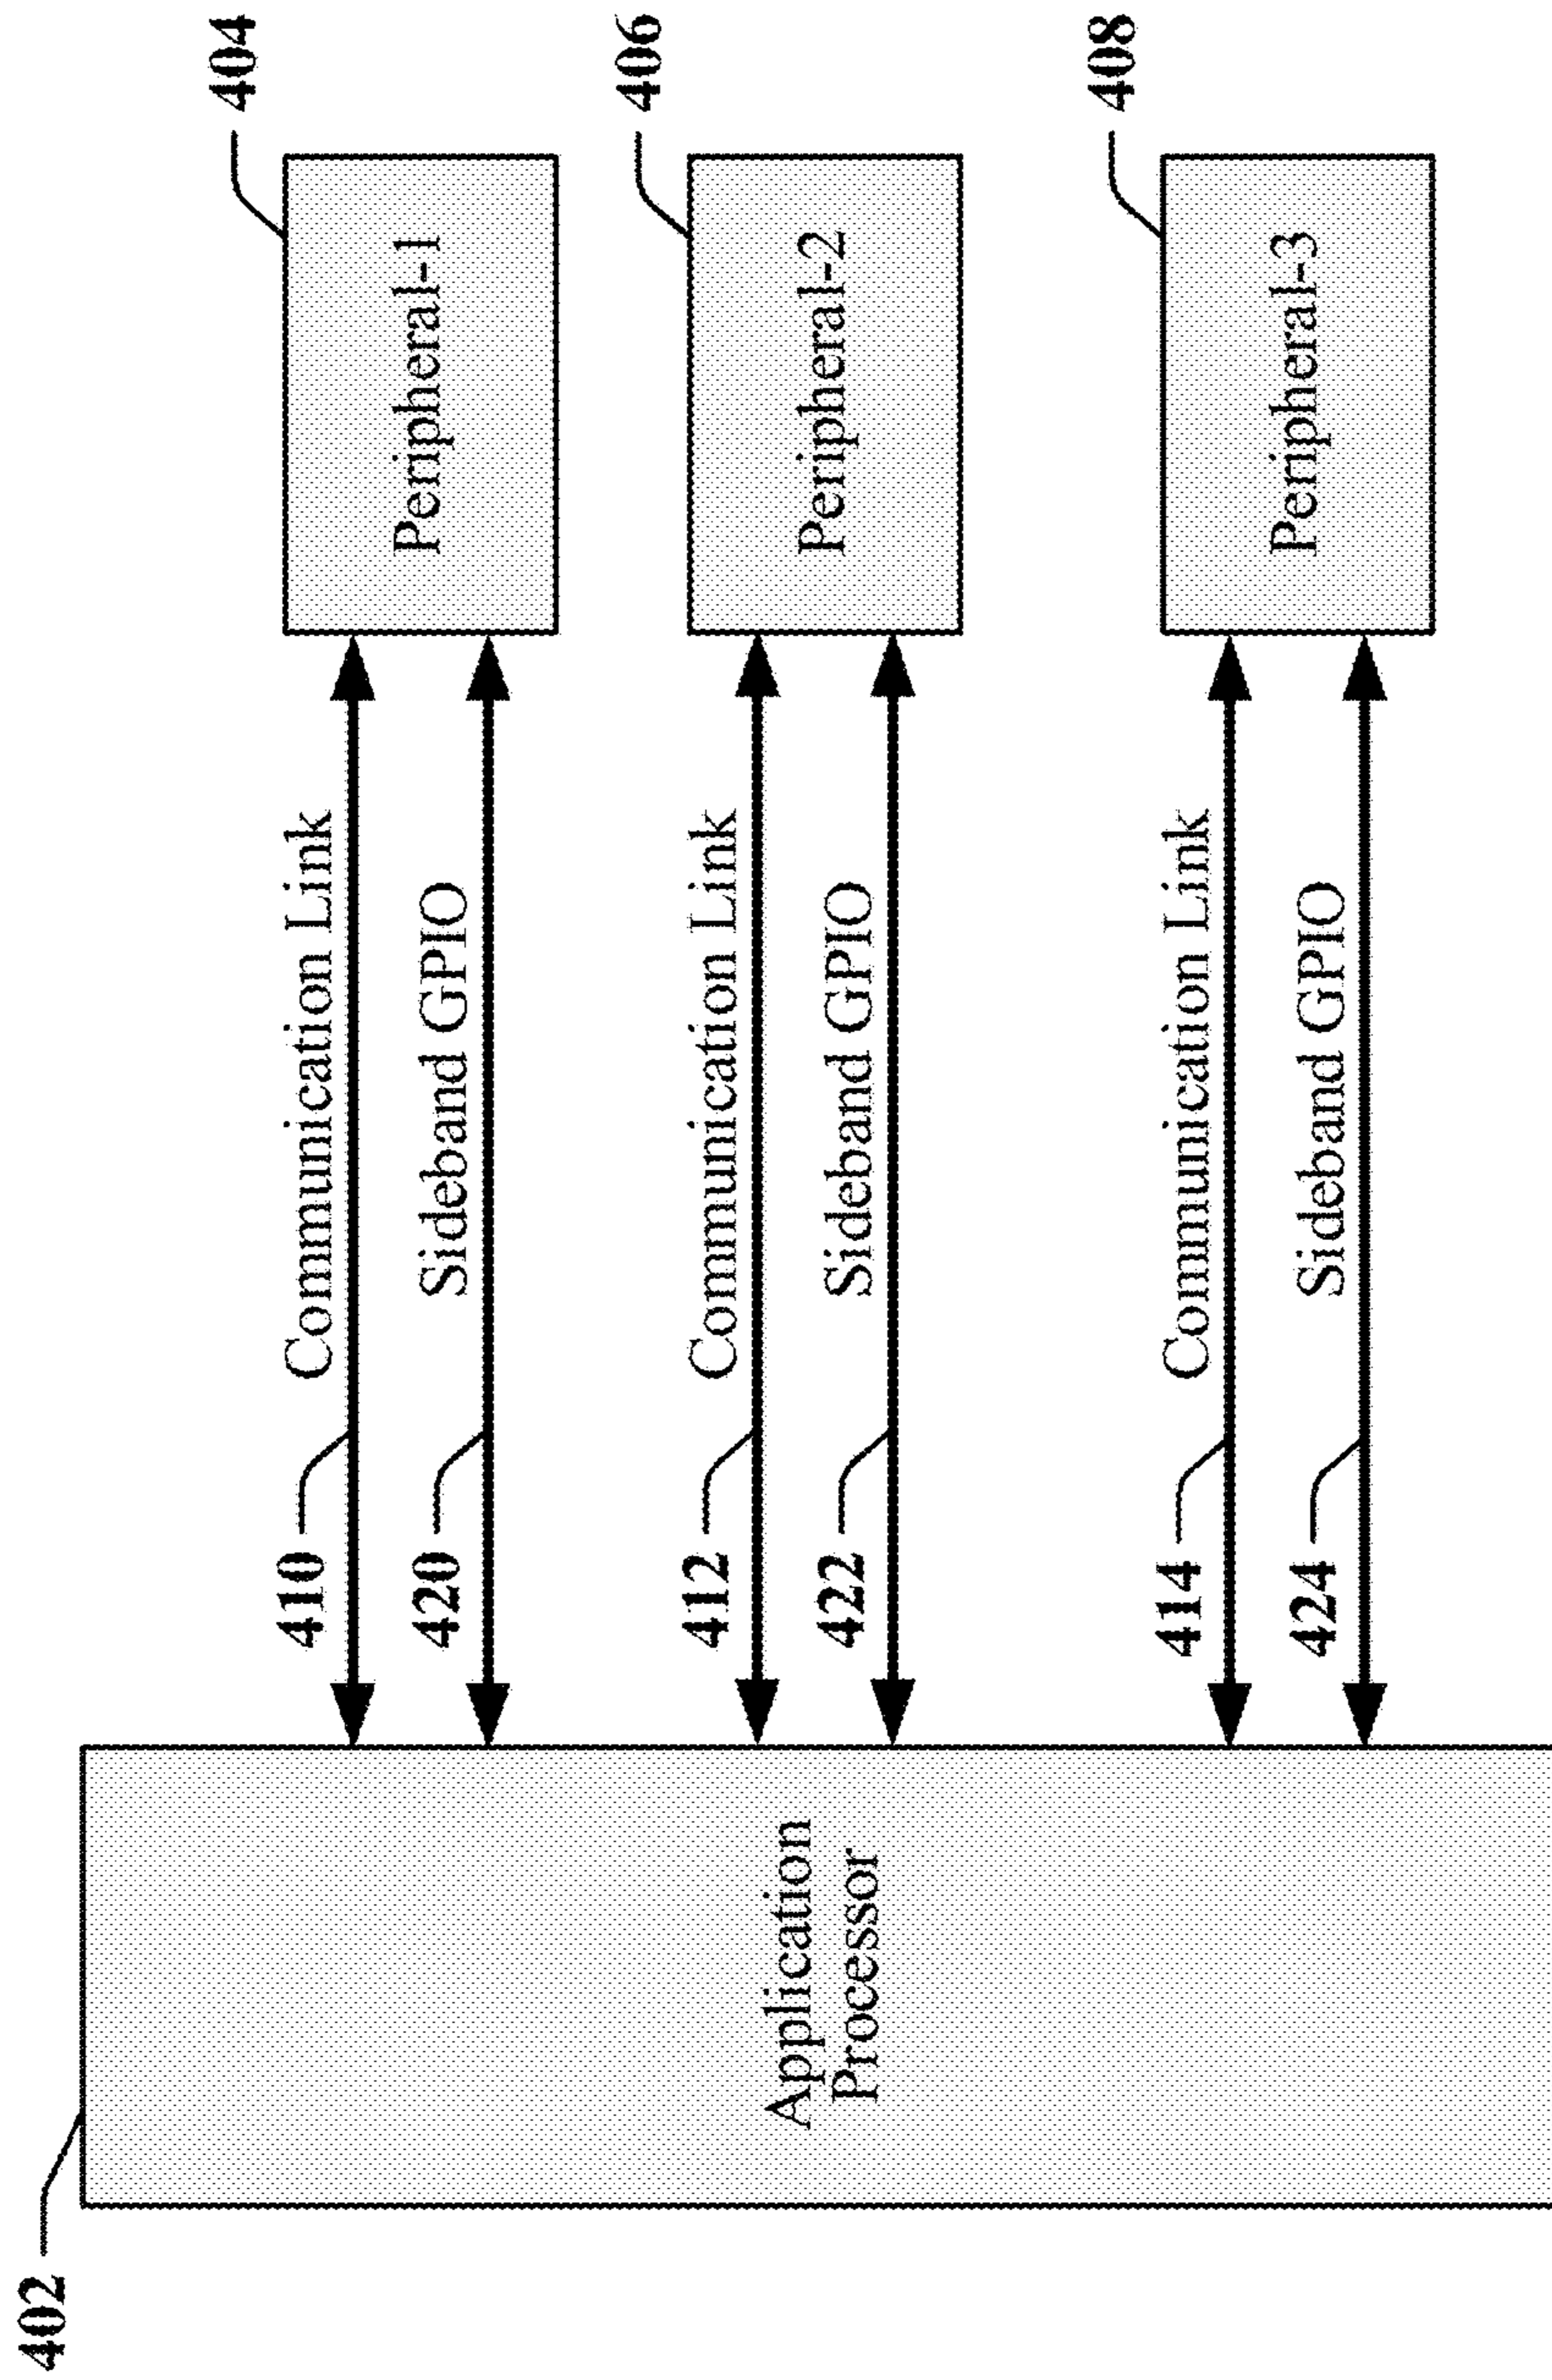 402
Application
Processor
410
Communication Link
404
Peripheral-1
420
Sideband GPIO
412
Communication Link
406
Peripheral-2
422
Sideband GPIO
414
Communication Link
408
Peripheral-3
424
Sideband GPIO